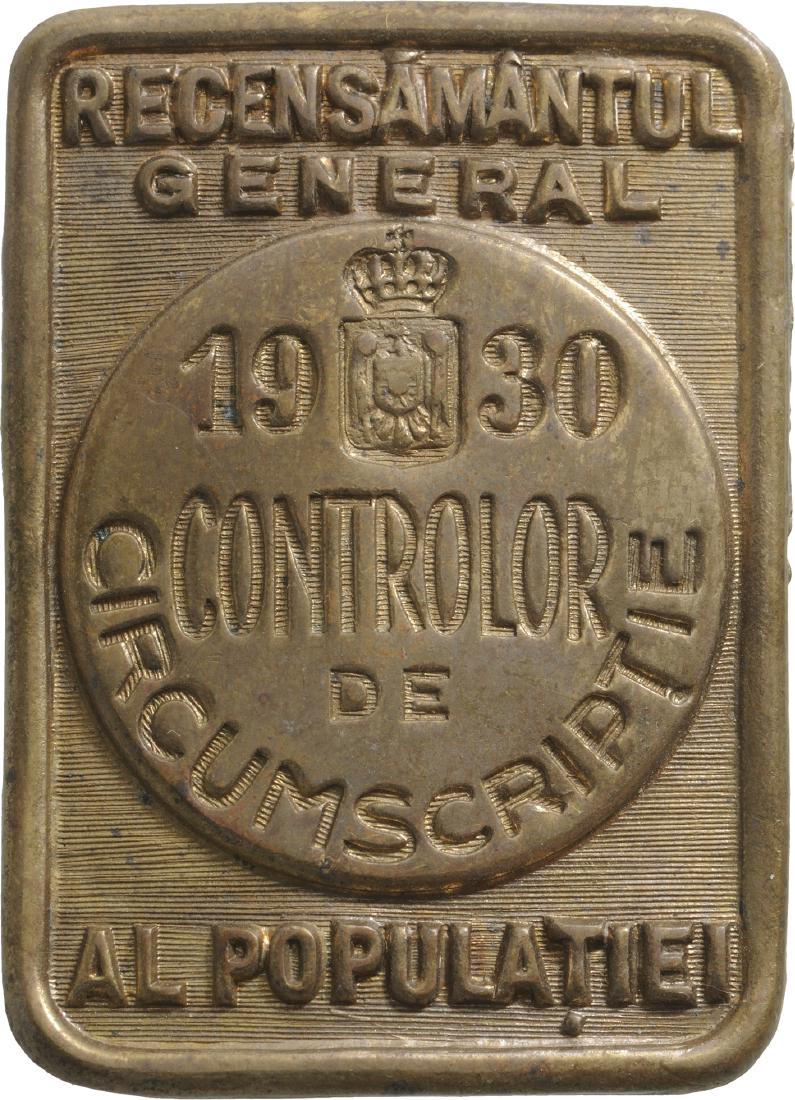 RECENSĂMÂNTUL
GENERAL
1930
CONTROLOR
DE
CIRCUMSCRIPȚIE
AL POPULAȚIEI